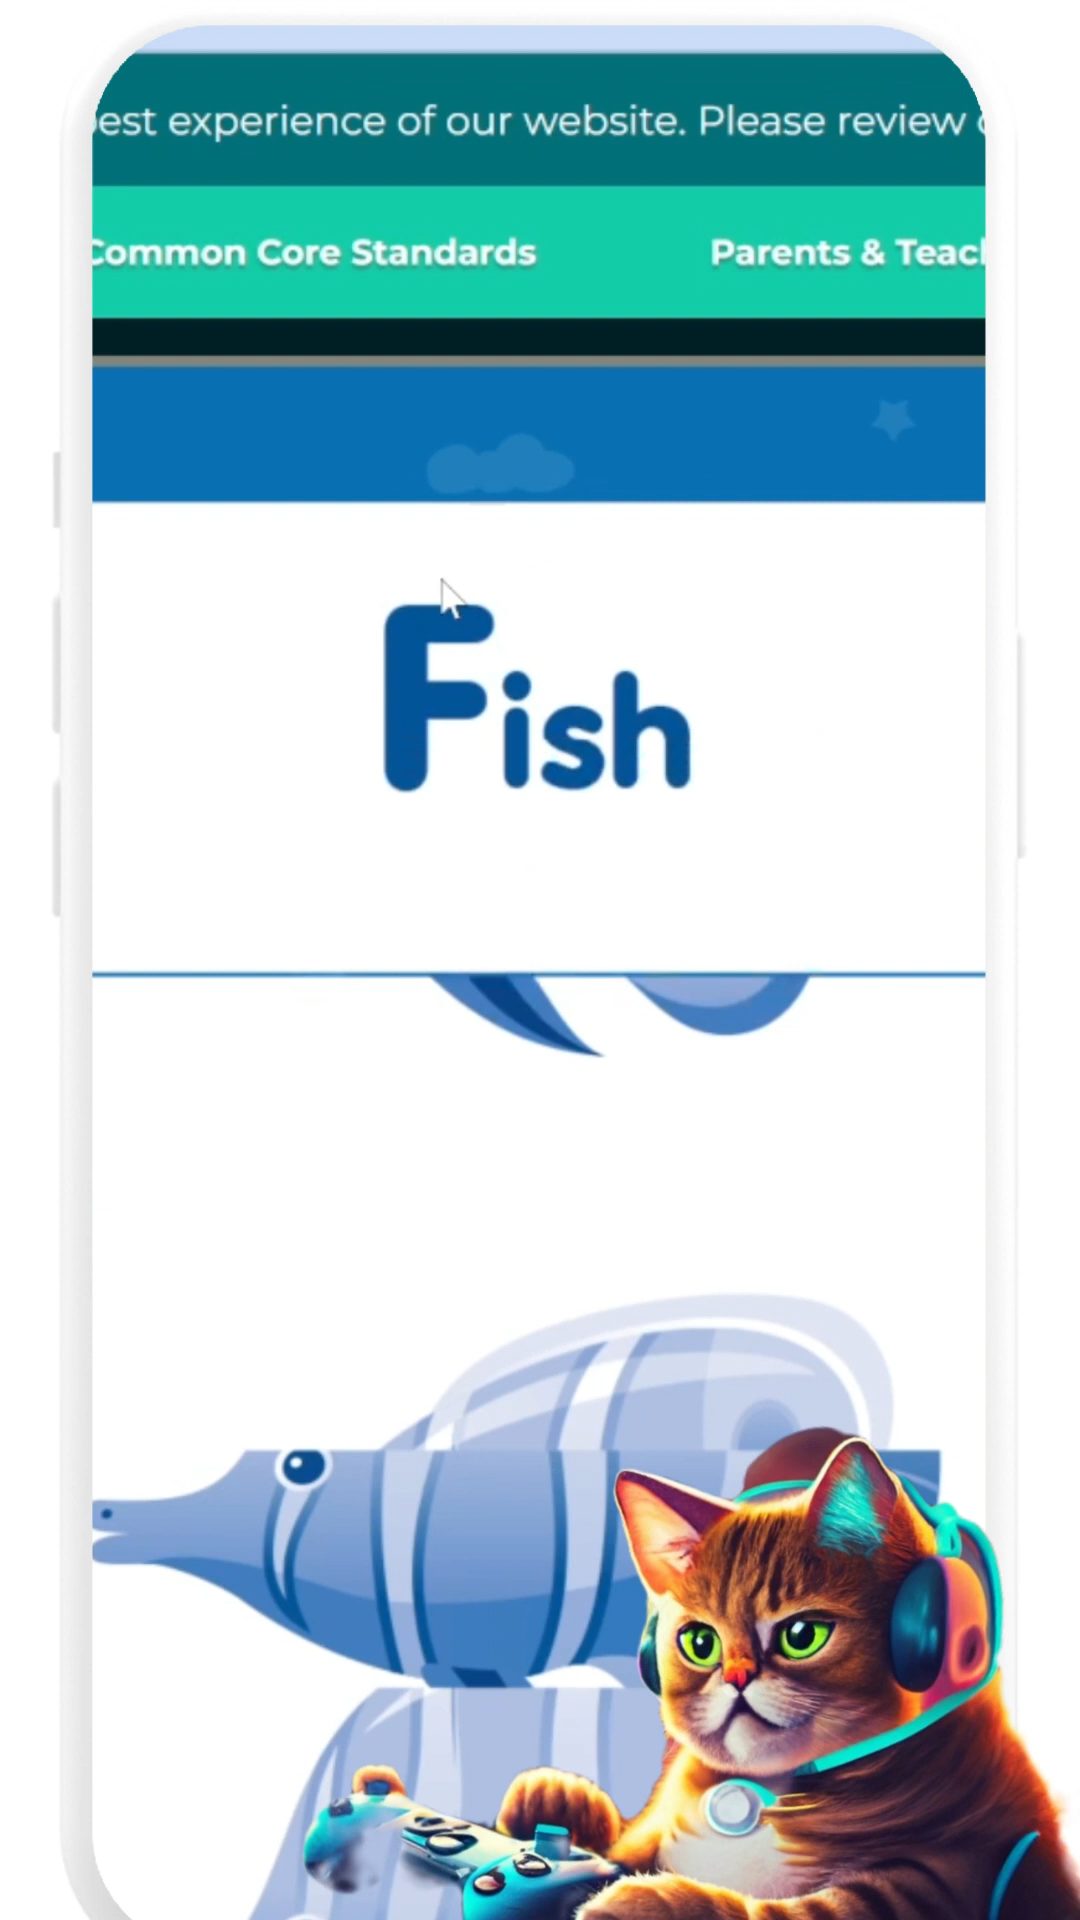 est experience of our website. Please review
Common Core Standards Parents & Teac
Fish